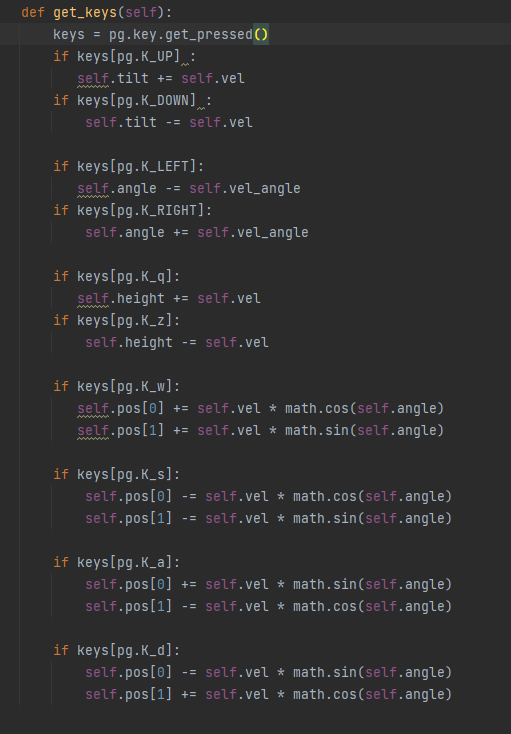 def get_keys(self):
    keys = pg.key.get_pressed()
    if keys[pg.K_UP] :
       self.tilt += self.vel
    if keys[pg.K_DOWN] :
        self.tilt -= self.vel

    if keys[pg.K_LEFT]:
       self.angle -= self.vel_angle
    if keys[pg.K_RIGHT]:
        self.angle += self.vel_angle

    if keys[pg.K_q]:
       self.height += self.vel
    if keys[pg.K_z]:
        self.height -= self.vel

    if keys[pg.K_w]:
       self.pos[0] += self.vel * math.cos(self.angle)
       self.pos[1] += self.vel * math.sin(self.angle)

    if keys[pg.K_s]:
        self.pos[0] -= self.vel * math.cos(self.angle)
        self.pos[1] -= self.vel * math.sin(self.angle)

    if keys[pg.K_a]:
        self.pos[0] += self.vel * math.sin(self.angle)
        self.pos[1] -= self.vel * math.cos(self.angle)

    if keys[pg.K_d]:
        self.pos[0] -= self.vel * math.sin(self.angle)
        self.pos[1] += self.vel * math.cos(self.angle)